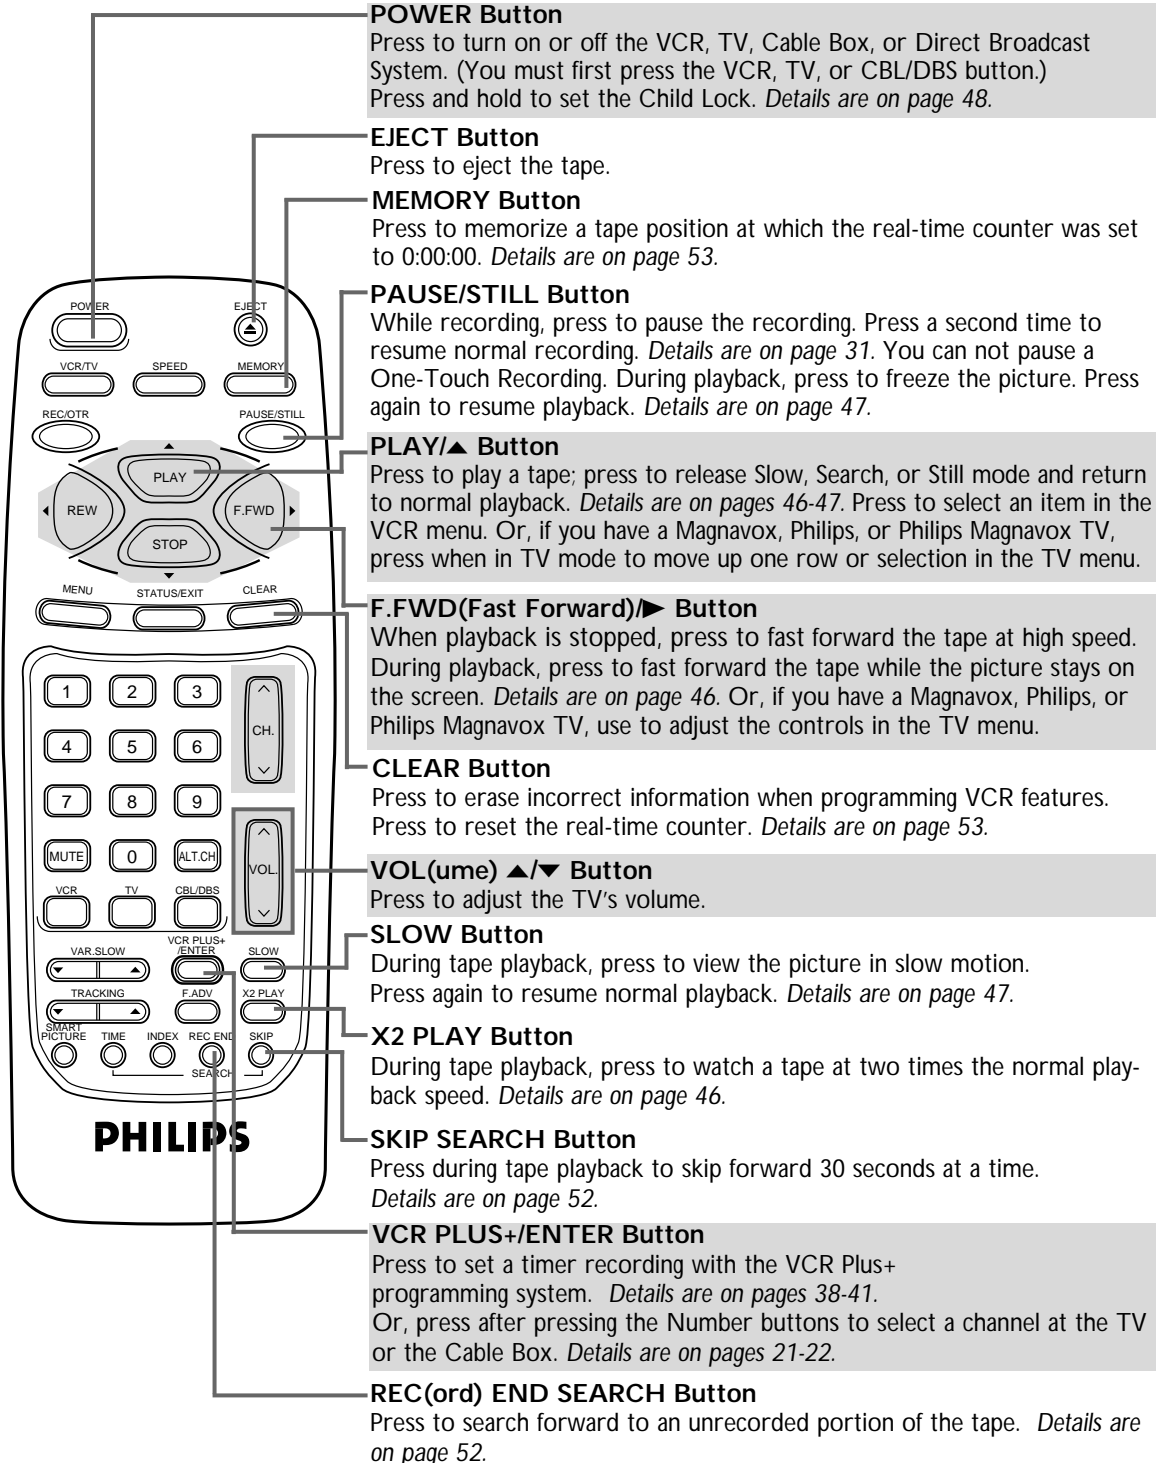 POWER Button
Press to turn on or off the VCR, TV, Cable Box, or Direct Broadcast
System. (You must first press the VCR, TV, or CBL/DBS button.)
Press and hold to set the Child Lock. Details are on page 48.
EJECT Button
Press to eject the tape.
MEMORY Button
Press to memorize a tape position at which the real-time counter was set
to 0:00:00. Details are on page 53.
PAUSE/STILL Button
While recording, press to pause the recording. Press a second time to
resume normal recording. Details are on page 31. You can not pause a
One-Touch Recording. During playback, press to freeze the picture. Press
again to resume playback. Details are on page 47.
PLAY/▲ Button
Press to play a tape; press to release Slow, Search, or Still mode and return
to normal playback. Details are on pages 46-47. Press to select an item in the
VCR menu. Or, if you have a Magnavox, Philips, or Philips Magnavox TV,
press when in TV mode to move up one row or selection in the TV menu.
F.FWD(Fast Forward)/▶ Button
When playback is stopped, press to fast forward the tape at high speed.
During playback, press to fast forward the tape while the picture stays on
the screen. Details are on page 46. Or, if you have a Magnavox, Philips, or
Philips Magnavox TV, use to adjust the controls in the TV menu.
CLEAR Button
Press to erase incorrect information when programming VCR features.
Press to reset the real-time counter. Details are on page 53.
VOL(ume) ▲/▼ Button
Press to adjust the TV's volume.
SLOW Button
During tape playback, press to view the picture in slow motion.
Press again to resume normal playback. Details are on page 47.
X2 PLAY Button
During tape playback, press to watch a tape at two times the normal play-
back speed. Details are on page 46.
SKIP SEARCH Button
Press during tape playback to skip forward 30 seconds at a time.
Details are on page 52.
VCR PLUS+/ENTER Button
Press to set a timer recording with the VCR Plus+
programming system. Details are on pages 38-41.
Or, press after pressing the Number buttons to select a channel at the TV
or the Cable Box. Details are on pages 21-22.
REC(ord) END SEARCH Button
Press to search forward to an unrecorded portion of the tape. Details are
on page 52.
POWER EJECT
VCR/TV SPEED MEMORY
REC/OTR PAUSE/STILL
PLAY
REW F.FWD
STOP
MENU STATUS/EXIT CLEAR
1 2 3
CH.
4 5 6
7 8 9
MUTE 0 ALT.CH
VOL.
VCR TV CBL/DBS
VAR.SLOW VCR PLUS+ /ENTER SLOW
TRACKING F.ADV X2 PLAY
SMART PICTURE TIME INDEX REC END SKIP
SEARCH
PHILIPS